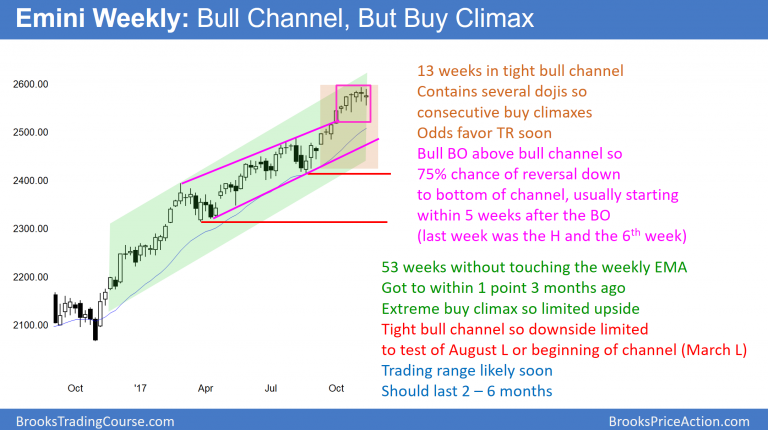 Emini Weekly: Bull Channel, But Buy Climax
13 weeks in tight bull channel
Contains several dojis so
consecutive buy climaxes
Odds favor TR soon
Bull BO above bull channel so
75% chance of reversal down
to bottom of channel, usually starting
within 5 weeks after the BO
(last week was the H and the 6th week)
53 weeks without touching the weekly EMA
Got to within 1 point 3 months ago
Extreme buy climax so limited upside
Tight bull channel so downside limited
to test of August L or beginning of channel (March L)
Trading range likely soon
Should last 2 – 6 months
2600.00
2500.00
2400.00
2300.00
2200.00
2100.00
Oct '17 Apr Jul Oct
BrooksTradingCourse.com BrooksPriceAction.com